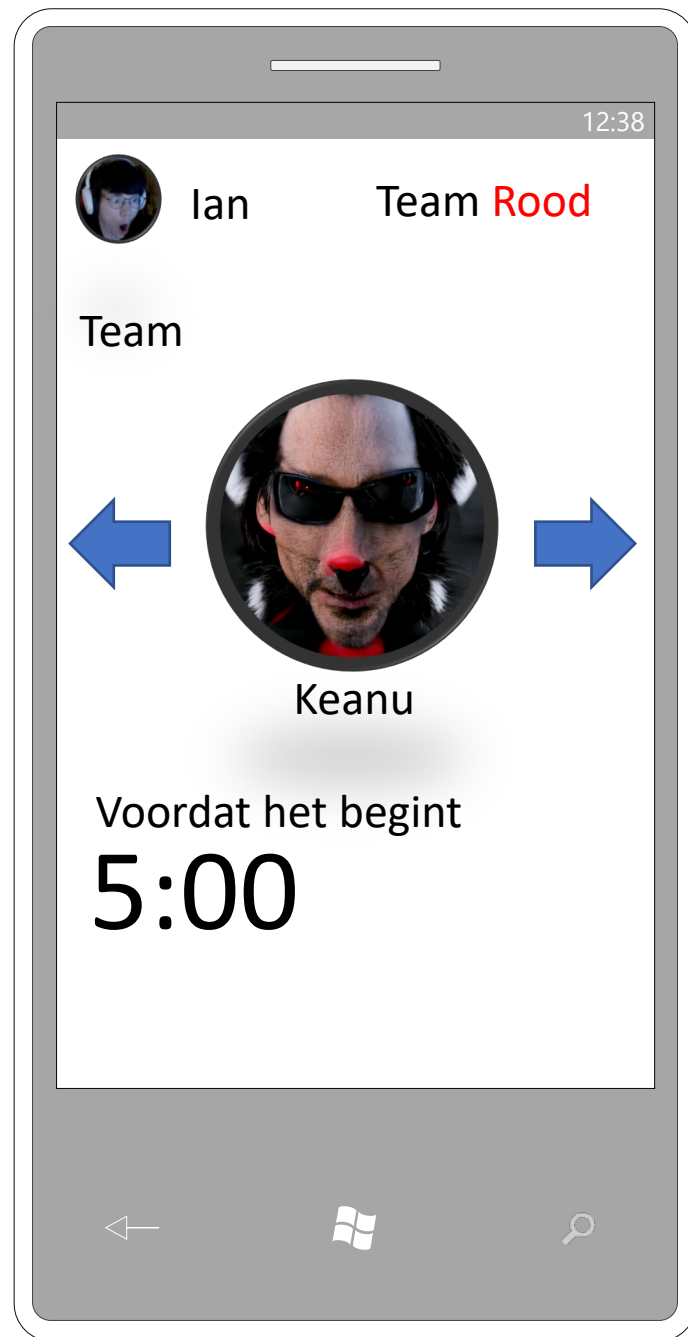 12:38
Ian
Team Rood
Team
Keanu
Voordat het begint
5:00